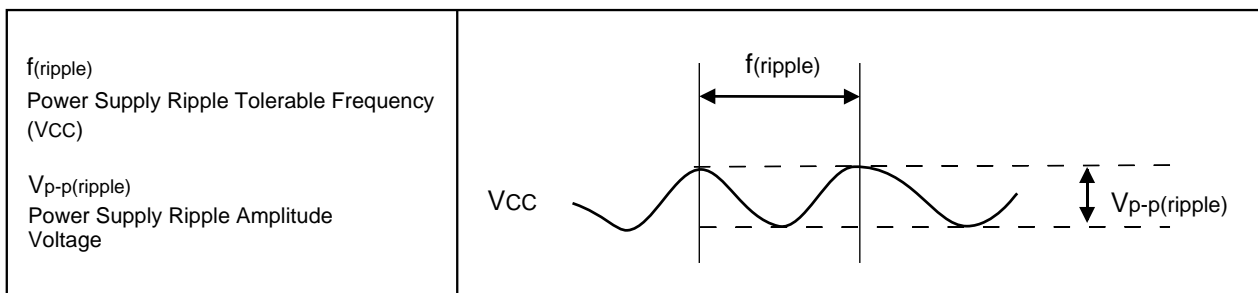 f(ripple)
Power Supply Ripple Tolerable Frequency
(VCC)
Vp-p(ripple)
Power Supply Ripple Amplitude
Voltage
f(ripple)
VCC
Vp-p(ripple)